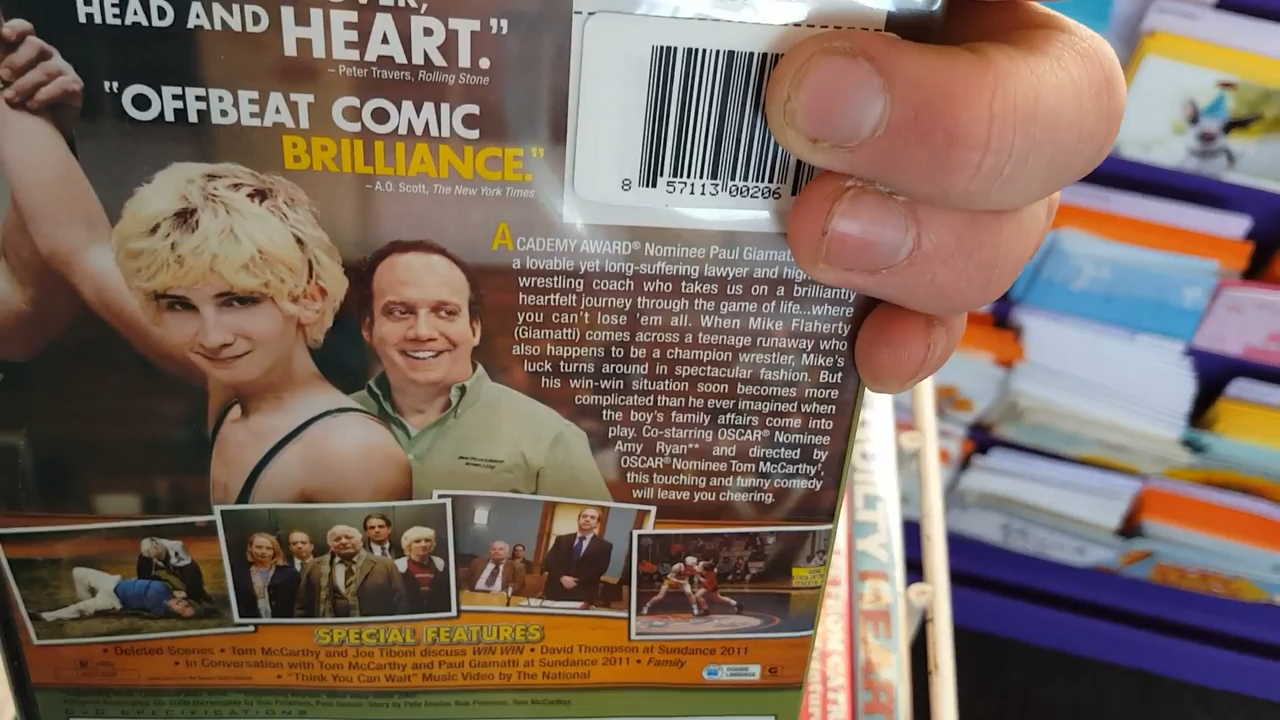 HEAD AND HEART."
– Peter Travers, Rolling Stone
"OFFBEAT COMIC
BRILLIANCE."
– A.O. Scott, The New York Times
8 57113 00206
ACADEMY AWARD® Nominee Paul Giamatti
a lovable yet long-suffering lawyer and high
wrestling coach who takes us on a brilliantly
heartfelt journey through the game of life...where
you can't lose 'em all. When Mike Flaherty
(Giamatti) comes across a teenage runaway who
also happens to be a champion wrestler, Mike's
luck turns around in spectacular fashion. But
his win-win situation soon becomes more
complicated than he ever imagined when
the boy's family affairs come into
play. Co-starring OSCAR® Nominee
Amy Ryan** and directed by
OSCAR® Nominee Tom McCarthy†,
this touching and funny comedy
will leave you cheering.
SPECIAL FEATURES
• Deleted Scenes • Tom McCarthy and Joe Tiboni discuss WIN WIN • David Thompson at Sundance 2011
• In Conversation with Tom McCarthy and Paul Giamatti at Sundance 2011 • Family
• "Think You Can Wait" Music Video by The National
DVD SPECIFICATIONS